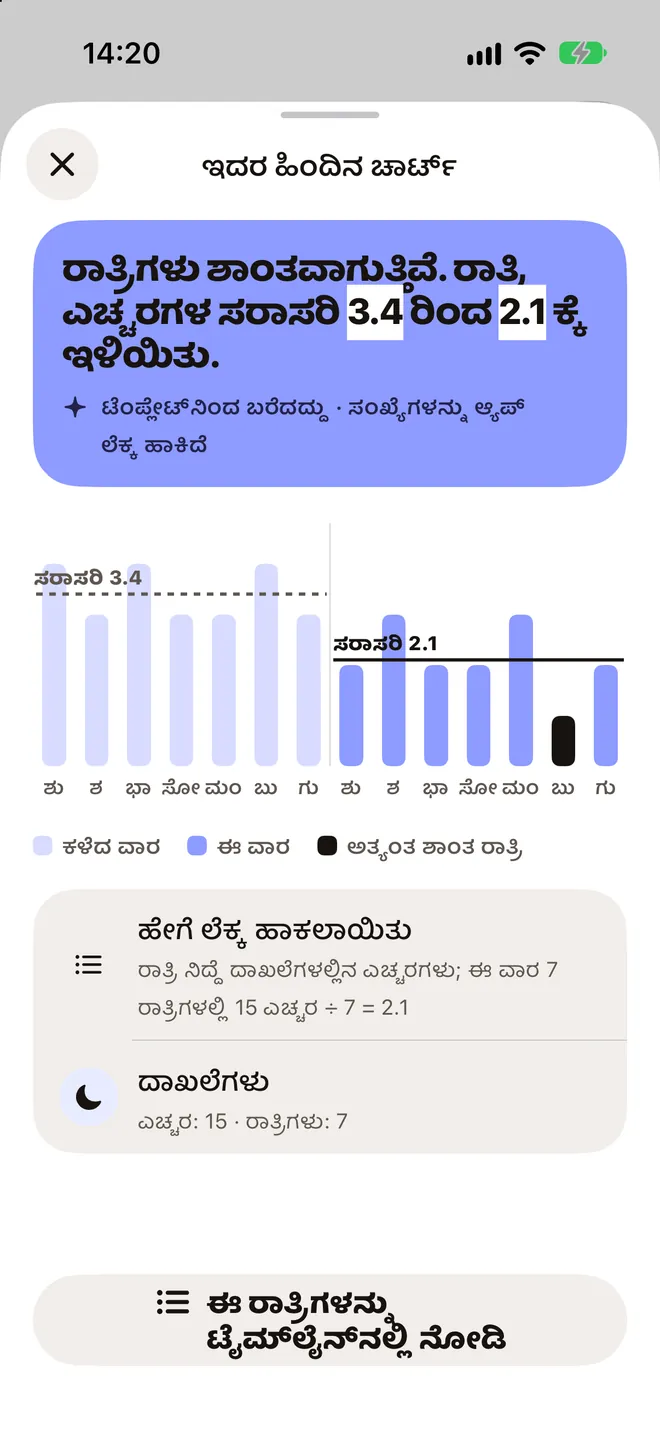 14:20
ಇದರ ಹಿಂದಿನ ಚಾರ್ಟ್
ರಾತ್ರಿಗಳು ಶಾಂತವಾಗುತ್ತಿವೆ. ರಾತ್ರಿ
ಎಚ್ಚರಗಳ ಸರಾಸರಿ 3.4 ರಿಂದ 2.1 ಕ್ಕೆ
ಇಳಿಯಿತು.
ಟೆಂಪ್ಲೇಟ್‌ನಿಂದ ಬರೆದದ್ದು · ಸಂಖ್ಯೆಗಳನ್ನು ಆ್ಯಪ್
ಲೆಕ್ಕ ಹಾಕಿದೆ
ಸರಾಸರಿ 3.4
ಸರಾಸರಿ 2.1
ಶು ಶ ಭಾ ಸೋ ಮಂ ಬು ಗು ಶು ಶ ಭಾ ಸೋ ಮಂ ಬು ಗು
ಕಳೆದ ವಾರ ಈ ವಾರ ಅತ್ಯಂತ ಶಾಂತ ರಾತ್ರಿ
ಹೇಗೆ ಲೆಕ್ಕ ಹಾಕಲಾಯಿತು
ರಾತ್ರಿ ನಿದ್ದೆ ದಾಖಲೆಗಳಲ್ಲಿನ ಎಚ್ಚರಗಳು; ಈ ವಾರ 7
ರಾತ್ರಿಗಳಲ್ಲಿ 15 ಎಚ್ಚರ ÷ 7 = 2.1
ದಾಖಲೆಗಳು
ಎಚ್ಚರ: 15 · ರಾತ್ರಿಗಳು: 7
ಈ ರಾತ್ರಿಗಳನ್ನು
ಟೈಮ್‌ಲೈನ್‌ನಲ್ಲಿ ನೋಡಿ